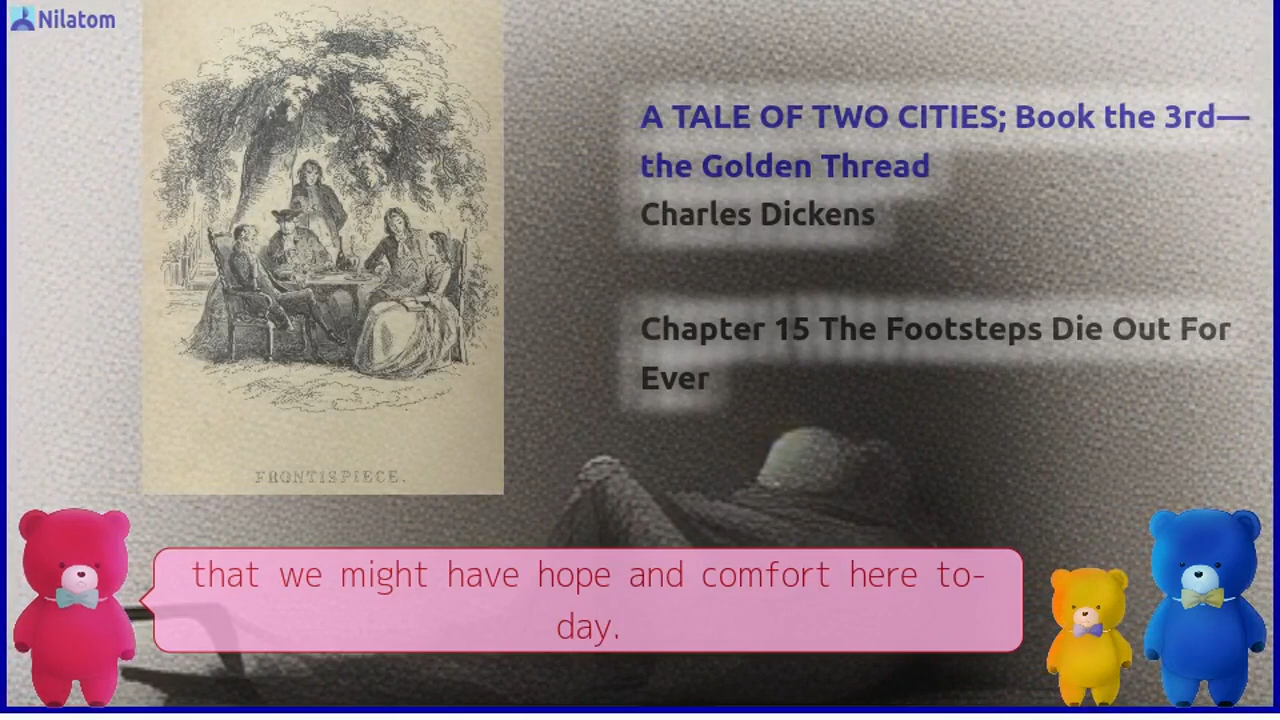 Nilatom
A TALE OF TWO CITIES; Book the 3rd—
the Golden Thread
Charles Dickens
Chapter 15 The Footsteps Die Out For
Ever
FRONTISPIECE.
that we might have hope and comfort here to-
day.